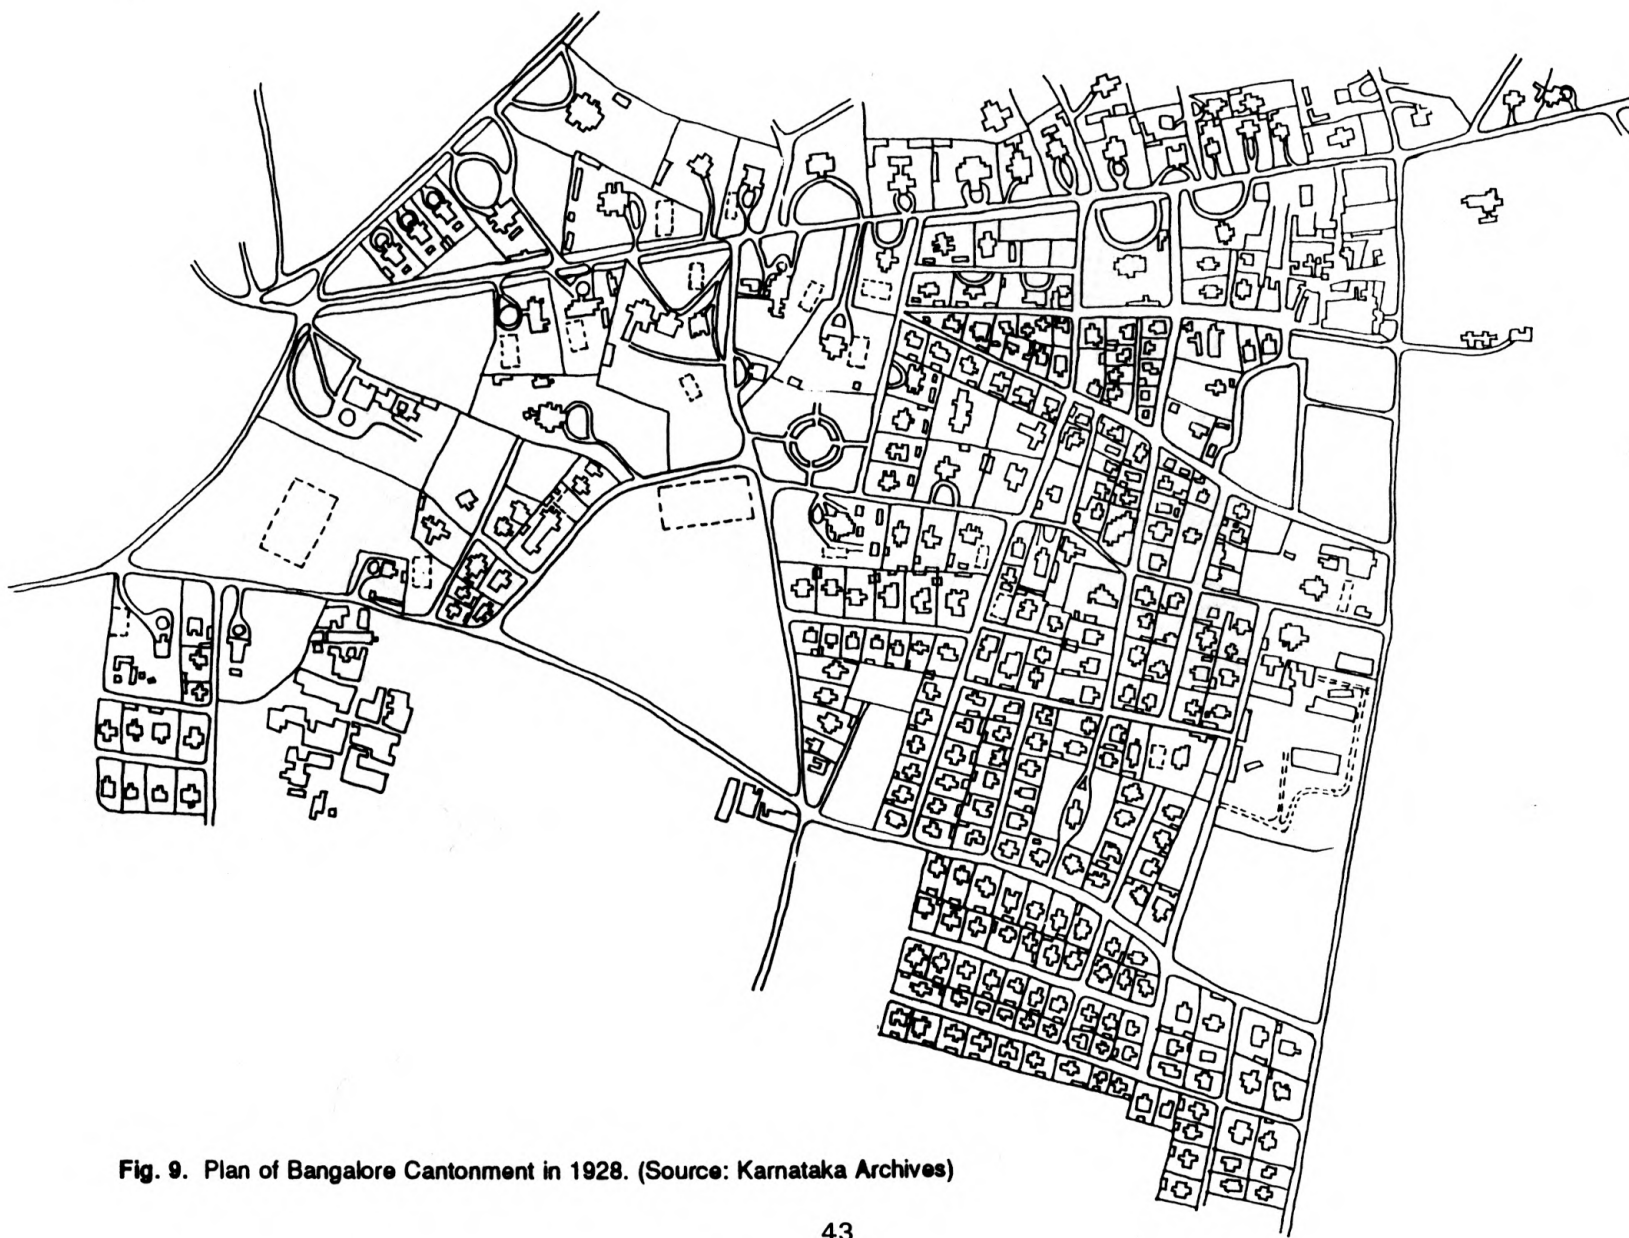 Fig. 9. Plan of Bangalore Cantonment in 1928. (Source: Karnataka Archives)
43